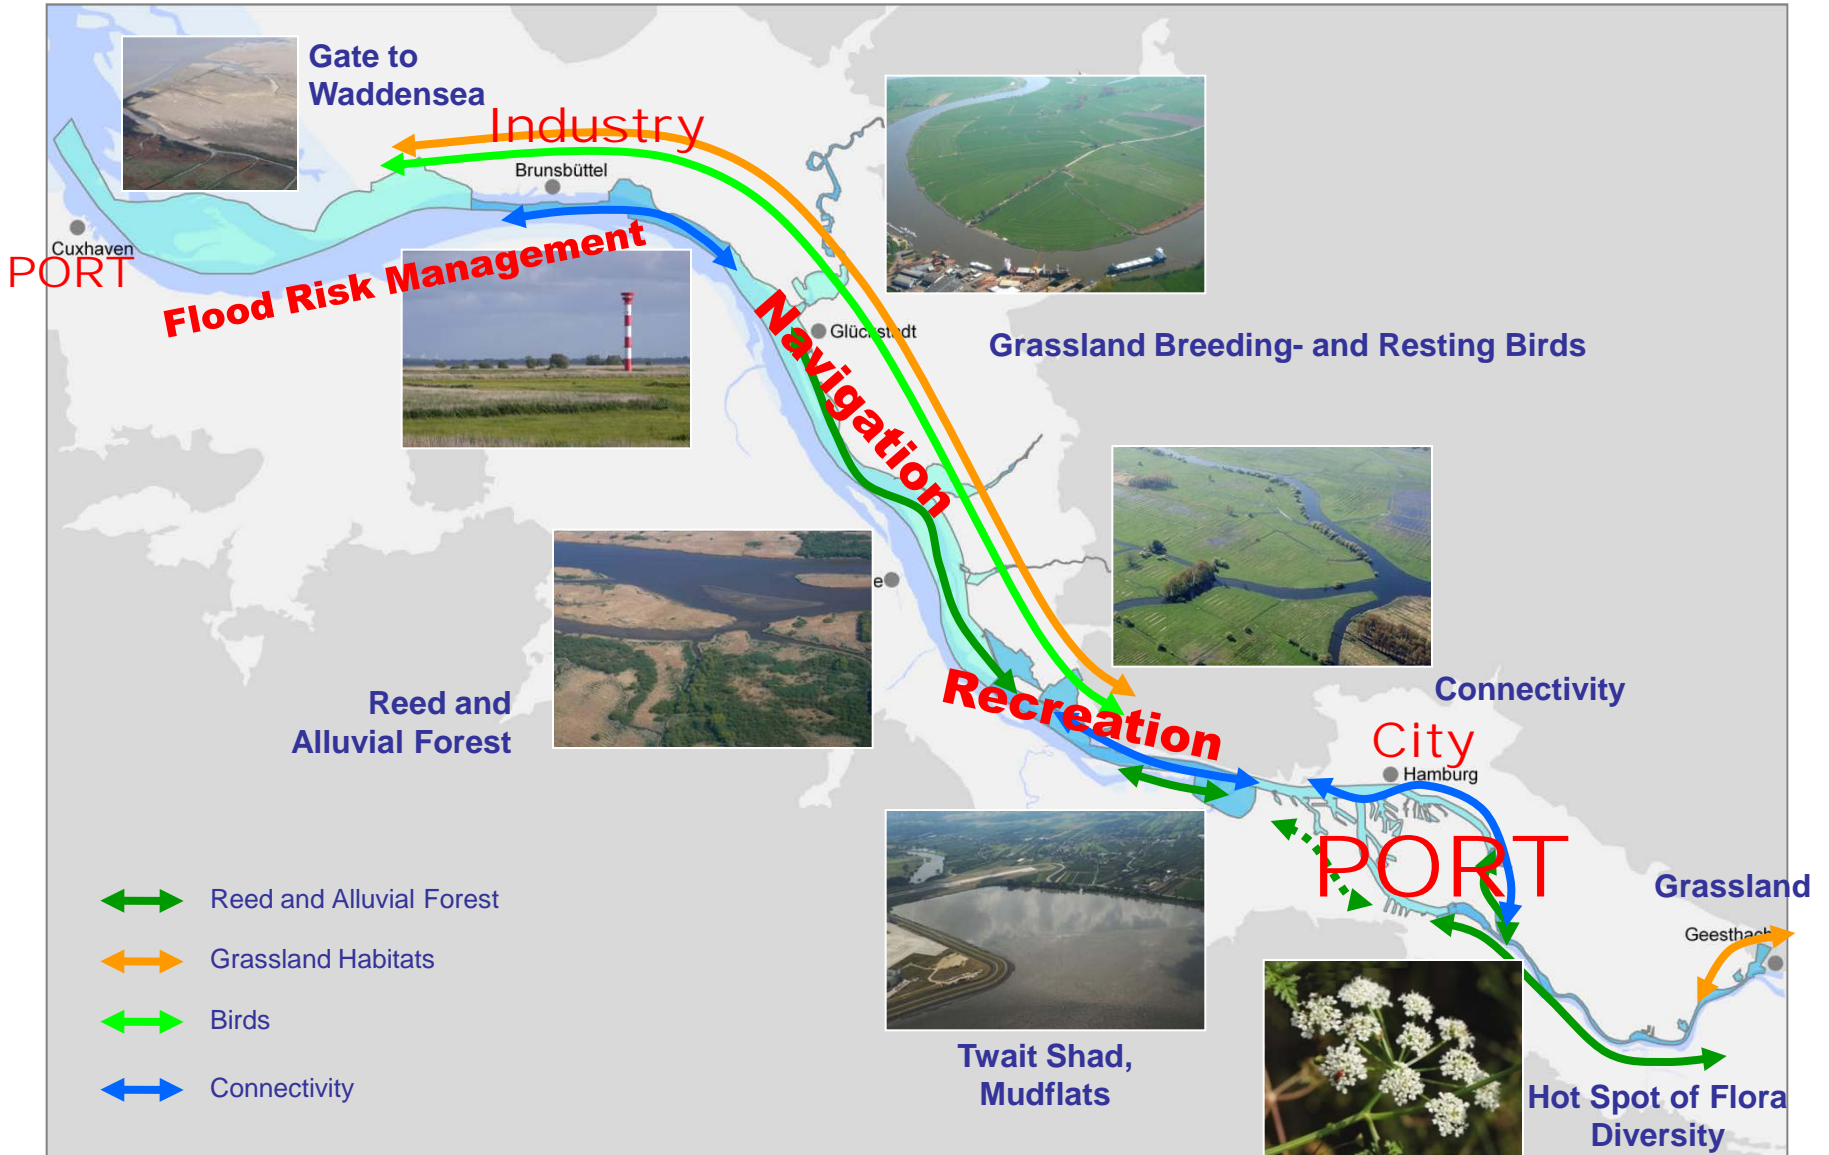 Gate to
Waddensea
Industry
Brunsbüttel
Cuxhaven
PORT
Flood Risk Management
Navigation
Glückstadt
Grassland Breeding- and Resting Birds
e
Reed and
Alluvial Forest
Recreation
Connectivity
City
Hamburg
PORT
Grassland
Geesthach
Reed and Alluvial Forest
Grassland Habitats
Birds
Connectivity
Twait Shad,
Mudflats
Hot Spot of Flora
Diversity